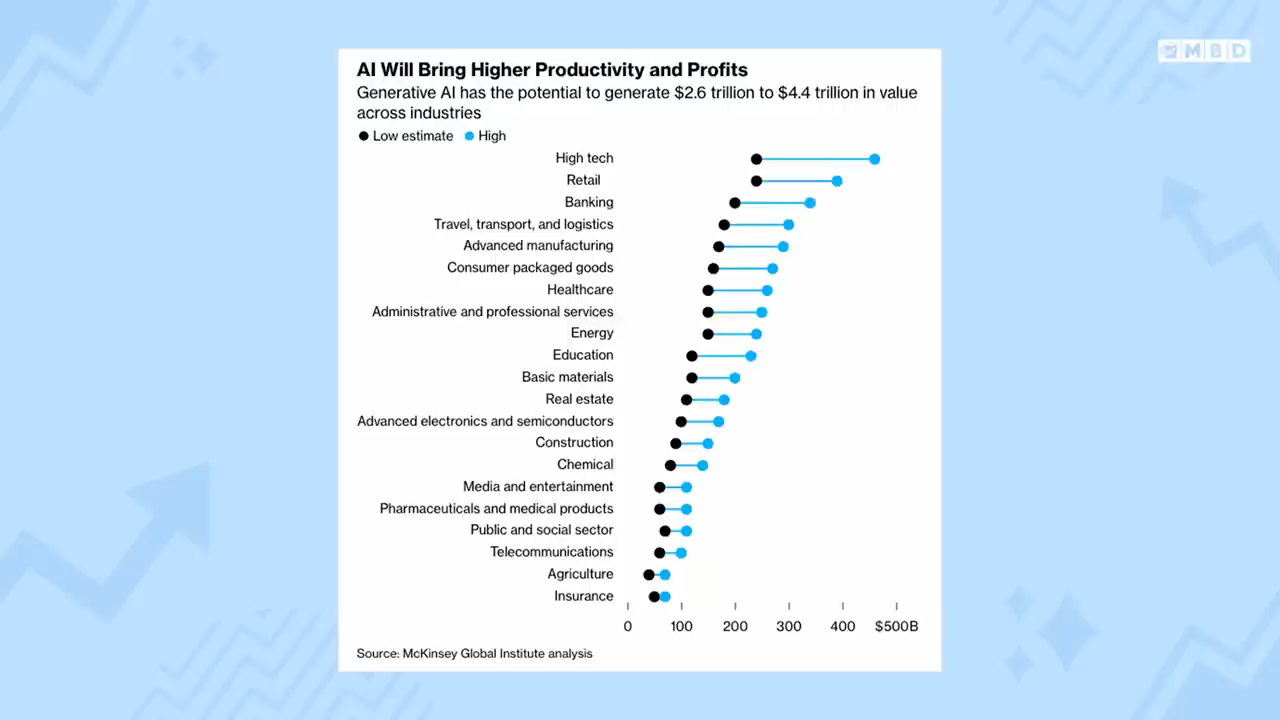 MBD
AI Will Bring Higher Productivity and Profits
Generative AI has the potential to generate $2.6 trillion to $4.4 trillion in value
across industries
Low estimate High
High tech
Retail
Banking
Travel, transport, and logistics
Advanced manufacturing
Consumer packaged goods
Healthcare
Administrative and professional services
Energy
Education
Basic materials
Real estate
Advanced electronics and semiconductors
Construction
Chemical
Media and entertainment
Pharmaceuticals and medical products
Public and social sector
Telecommunications
Agriculture
Insurance
0 100 200 300 400 $500B
Source: McKinsey Global Institute analysis